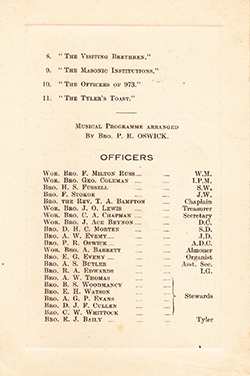 8. "The Visiting Brethren."
9. "The Masonic Institutions."
10. "The Officers of 973."
11. "The Tyler's Toast."
Musical Programme arranged
By Bro. P. R. OSWICK.
OFFICERS
Wor. Bro. F. Milton Russ W.M.
Wor. Bro. Geo. Coleman I.P.M.
Bro. H. S. Fussell S.W.
Bro. F. Stokoe J.W.
Bro. the Rev. T. A. Bampton Chaplain
Wor. Bro. J. O. Lewis Treasurer
Wor. Bro. C. A. Chapman Secretary
Wor. Bro. J. Ace Beynon D.C.
Bro. D. H. C. Morten S.D.
Bro. A. W. Enemy J.D.
Bro. P. R. Oswick A.D.C.
Wor. Bro. A. Barrett Almoner
Bro. E. G. Enemy Organist
Bro. A. S. Butler Asst. Sec.
Bro. R. A. Edwards I.G.
Bro. A. W. Thomas
Bro. B. S. Woodmancy
Bro. E. H. Watson
Bro. A. G. P. Evans Stewards
Bro. D. J. F. Cullen
Bro. C. W. Whittock
Bro. E. J. Baily Tyler